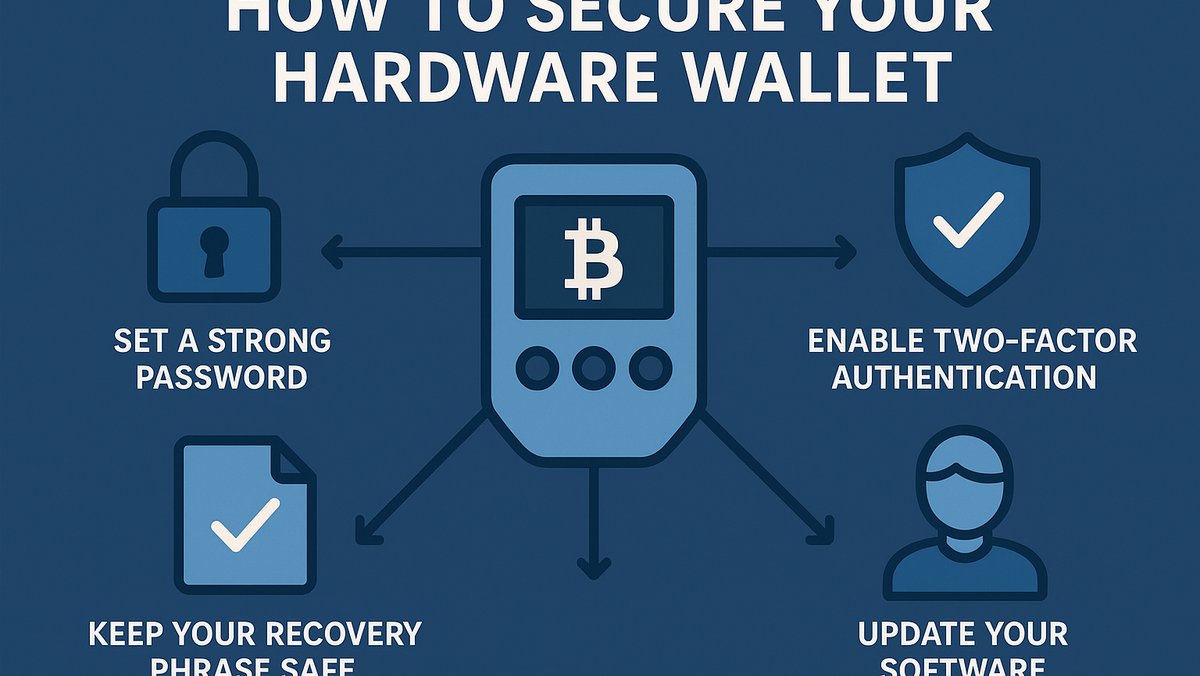 HOW TO SECURE YOUR
HARDWARE WALLET
SET A STRONG
PASSWORD
ENABLE TWO-FACTOR
AUTHENTICATION
KEEP YOUR RECOVERY
PHRASE SAFE
UPDATE YOUR
SOFTWARE